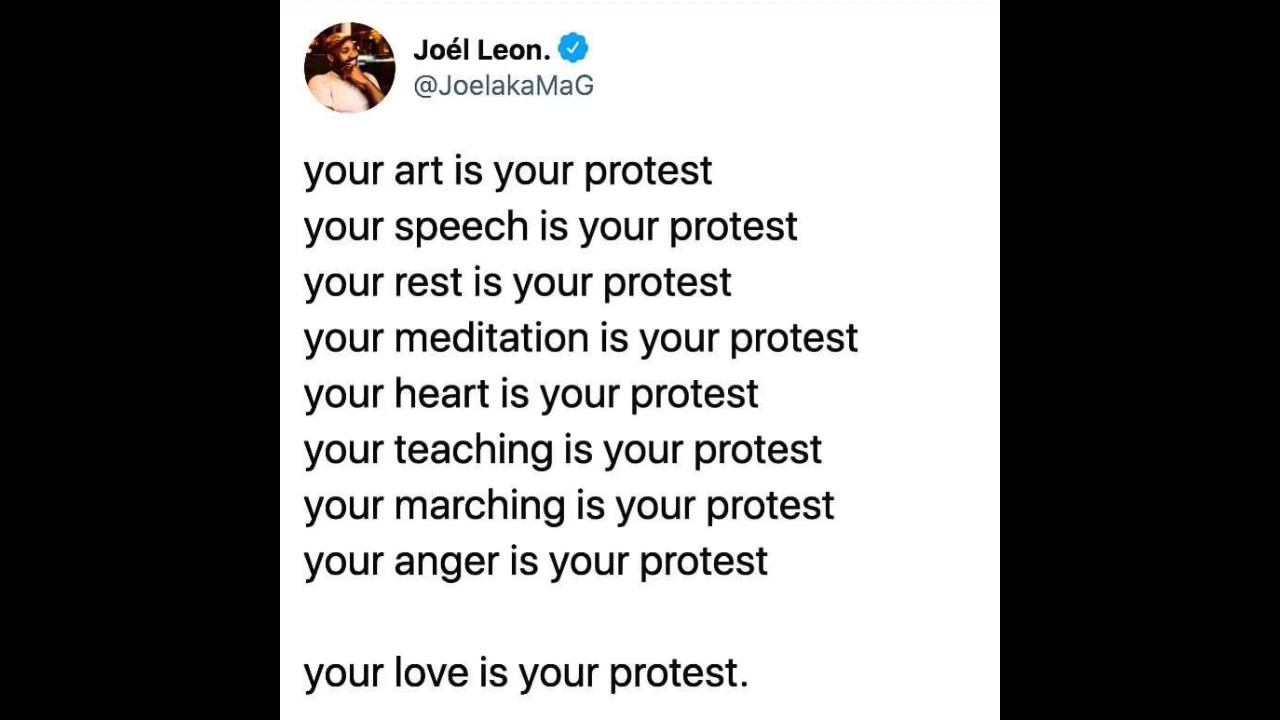 Joél Leon.
@JoelakaMaG
your art is your protest
your speech is your protest
your rest is your protest
your meditation is your protest
your heart is your protest
your teaching is your protest
your marching is your protest
your anger is your protest
your love is your protest.